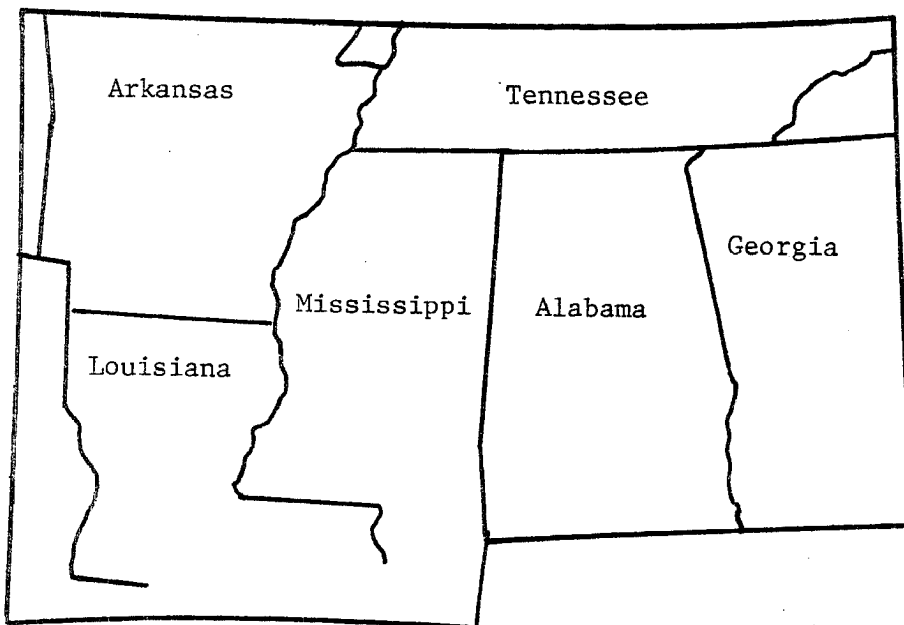 Arkansas
Tennessee
Georgia
Mississippi
Alabama
Louisiana